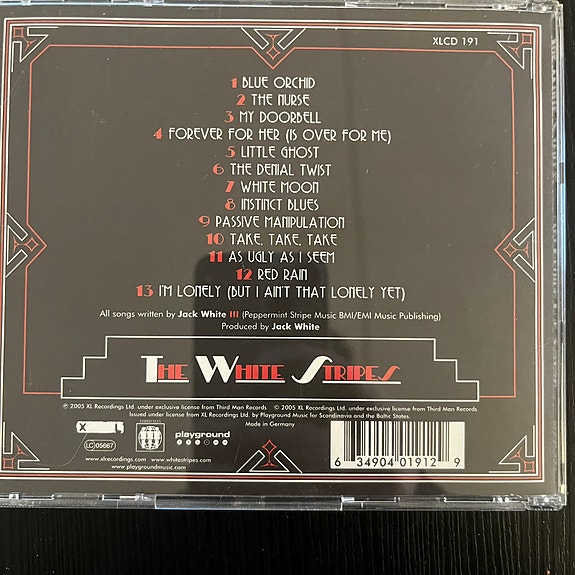 XLCD 191
1 BLUE ORCHID
2 THE NURSE
3 MY DOORBELL
4 FOREVER FOR HER (IS OVER FOR ME)
5 LITTLE GHOST
6 THE DENIAL TWIST
7 WHITE MOON
8 INSTINCT BLUES
9 PASSIVE MANIPULATION
10 TAKE, TAKE, TAKE
11 AS UGLY AS I SEEM
12 RED RAIN
13 I'M LONELY (BUT I AIN'T THAT LONELY YET)
All songs written by Jack White III (Peppermint Stripe Music BMI/EMI Music Publishing)
Produced by Jack White
THE WHITE STRIPES
℗ 2005 XL Recordings Ltd. under exclusive license from Third Man Records © 2005 XL Recordings Ltd. under exclusive license from Third Man Records
Issued under license from XL Recordings Ltd. by Playground Music for Scandinavia and the Baltic States.
Made in Germany
X L
LC 05667
playground
www.xlrecordings.com www.whitestripes.com
www.playgroundmusic.com
6 34904 01912 9